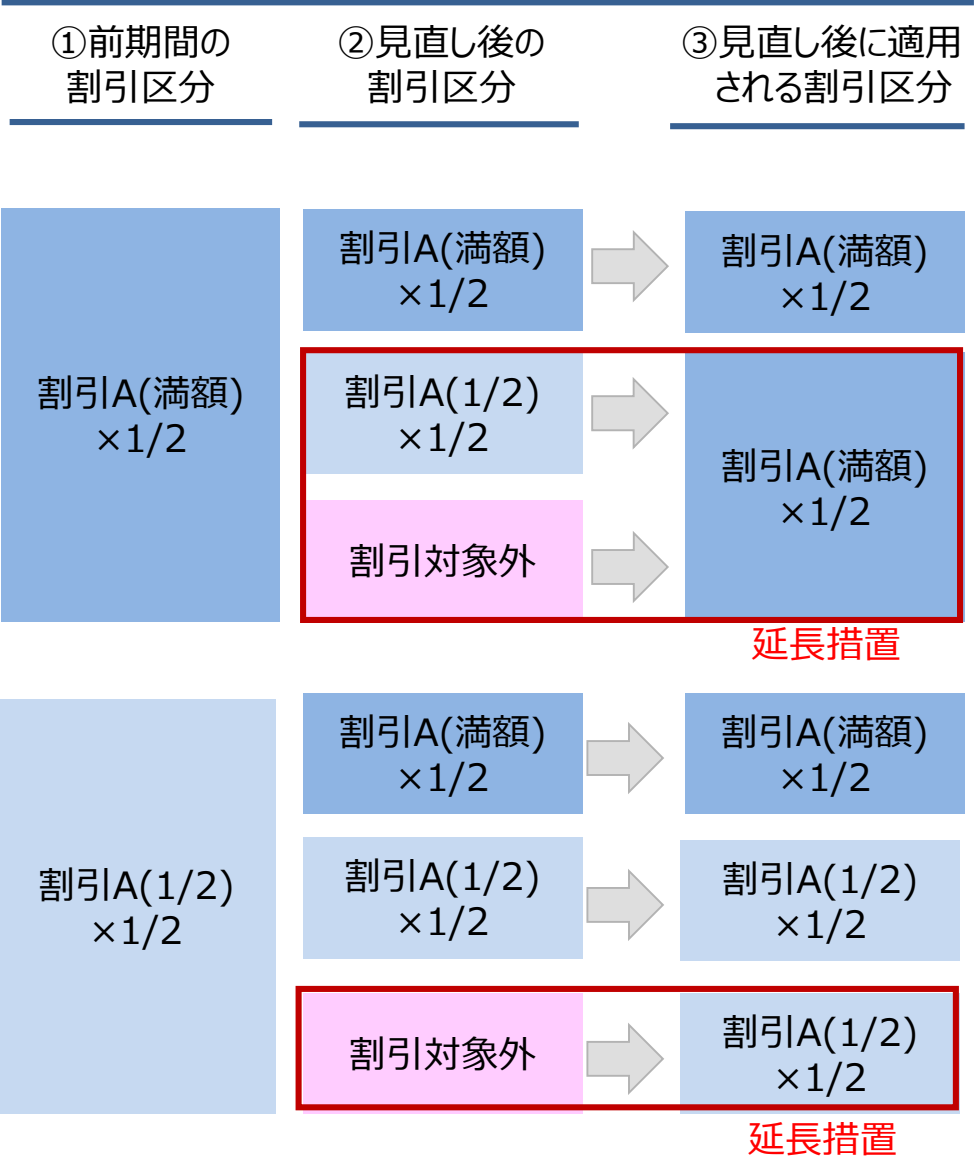 ①前期間の
割引区分
②見直し後の
割引区分
③見直し後に適用
される割引区分
割引A(満額)
×1/2
割引A(満額)
×1/2
割引A(満額)
×1/2
割引A(1/2)
×1/2
割引対象外
割引A(満額)
×1/2
延長措置
割引A(1/2)
×1/2
割引A(満額)
×1/2
割引A(満額)
×1/2
割引A(1/2)
×1/2
割引A(1/2)
×1/2
割引対象外
割引A(1/2)
×1/2
延長措置